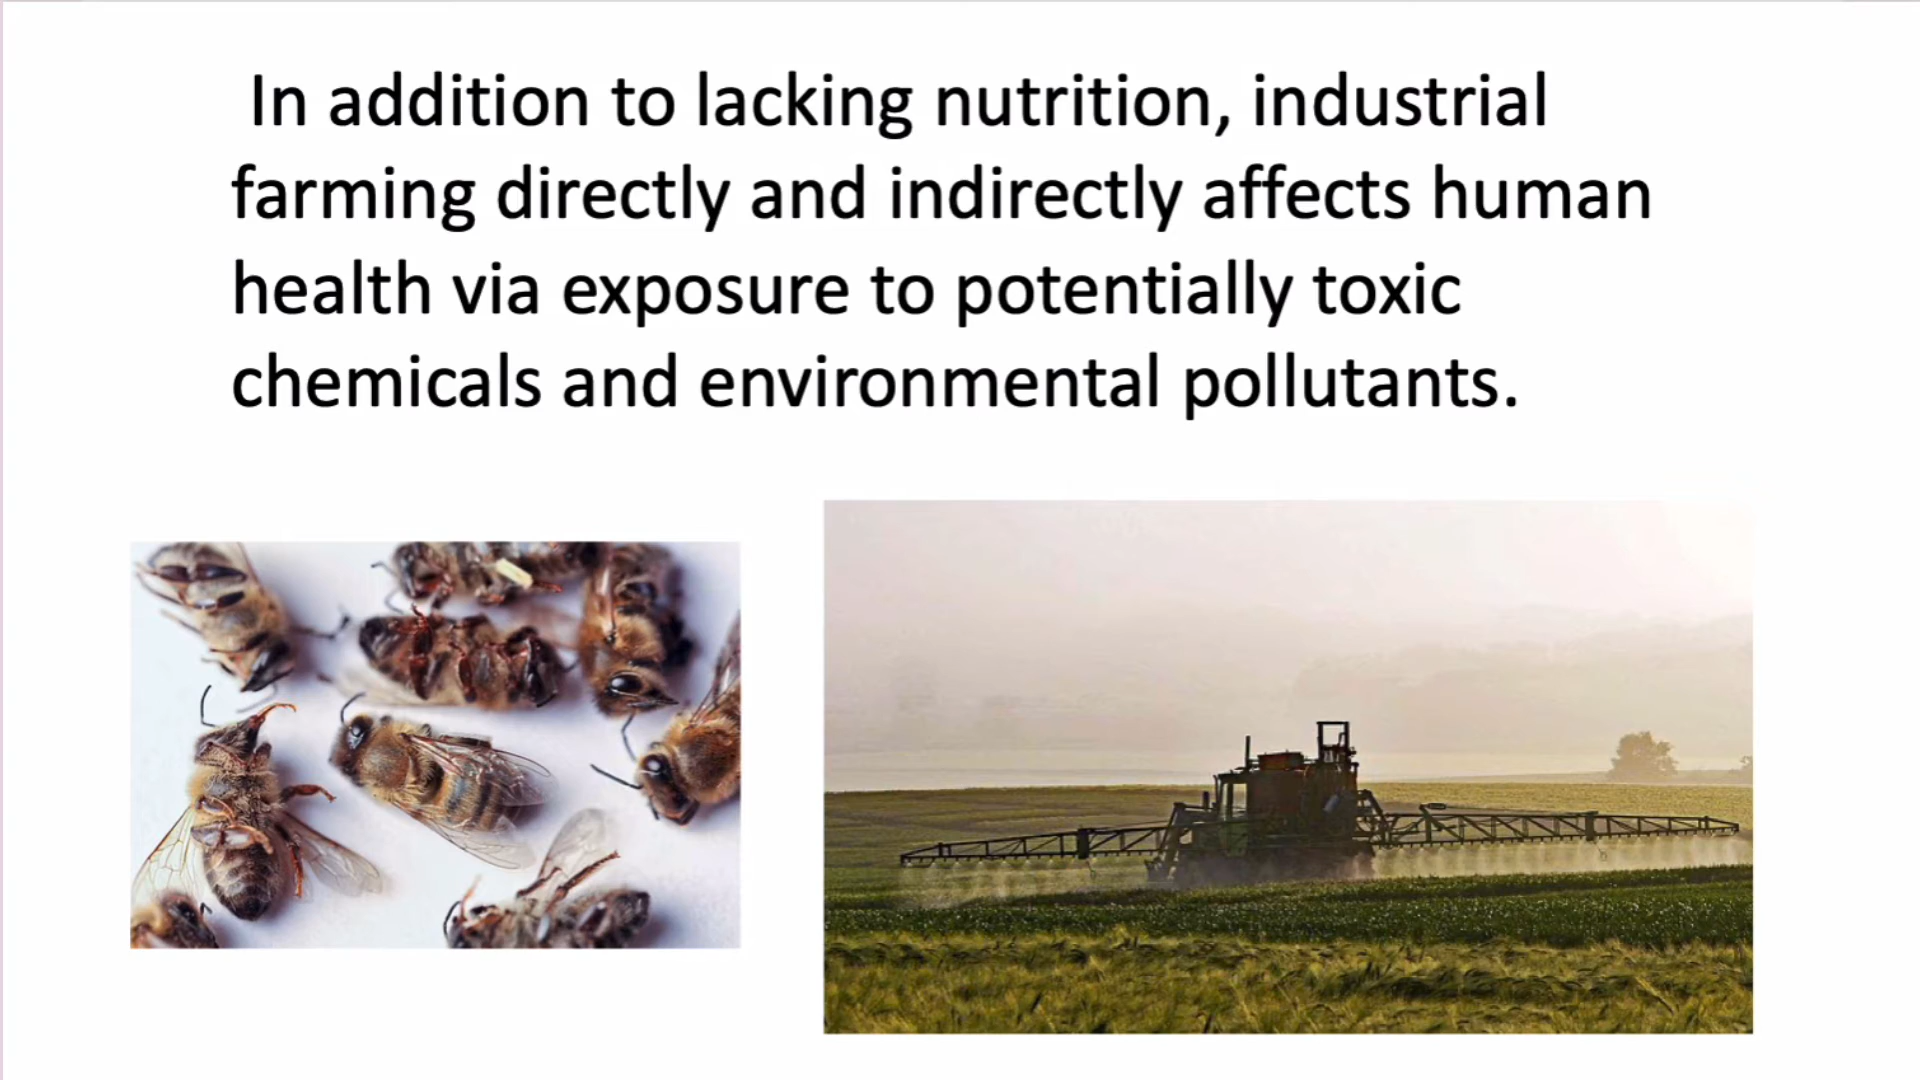 In addition to lacking nutrition, industrial
farming directly and indirectly affects human
health via exposure to potentially toxic
chemicals and environmental pollutants.